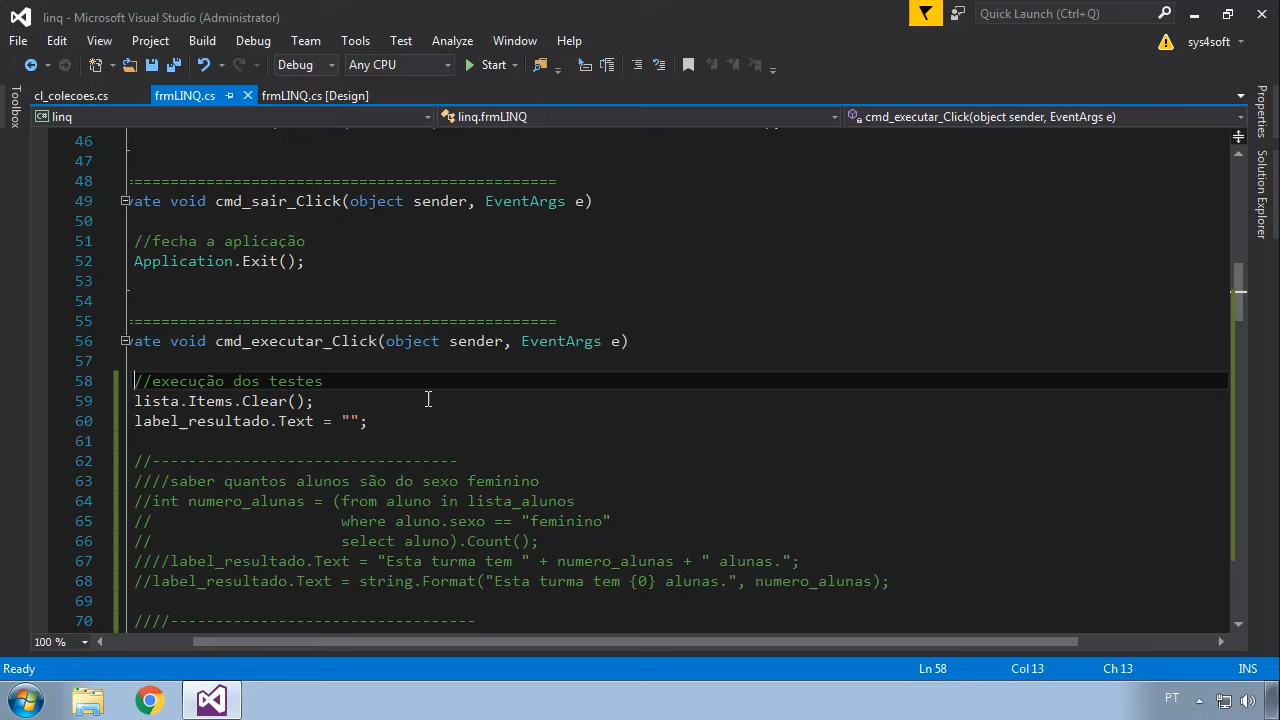 linq - Microsoft Visual Studio (Administrator)
Quick Launch (Ctrl+Q)
File Edit View Project Build Debug Team Tools Test Analyze Window Help
sys4soft
Debug Any CPU Start
Toolbox
cl_colecoes.cs frmLINQ.cs frmLINQ.cs [Design]
linq linq.frmLINQ cmd_executar_Click(object sender, EventArgs e)
Properties
Solution Explorer
46
47
48 ================================================
49 ate void cmd_sair_Click(object sender, EventArgs e)
50
51 //fecha a aplicação
52 Application.Exit();
53
54
55 ================================================
56 ate void cmd_executar_Click(object sender, EventArgs e)
57
58 //execução dos testes
59 lista.Items.Clear();
60 label_resultado.Text = "";
61
62 //----------------------------------
63 ////saber quantos alunos são do sexo feminino
64 //int numero_alunas = (from aluno in lista_alunos
65 // where aluno.sexo == "feminino"
66 // select aluno).Count();
67 ////label_resultado.Text = "Esta turma tem " + numero_alunas + " alunas.";
68 //label_resultado.Text = string.Format("Esta turma tem {0} alunas.", numero_alunas);
69
70 ////----------------------------------
100 %
Ready Ln 58 Col 13 Ch 13 INS
PT